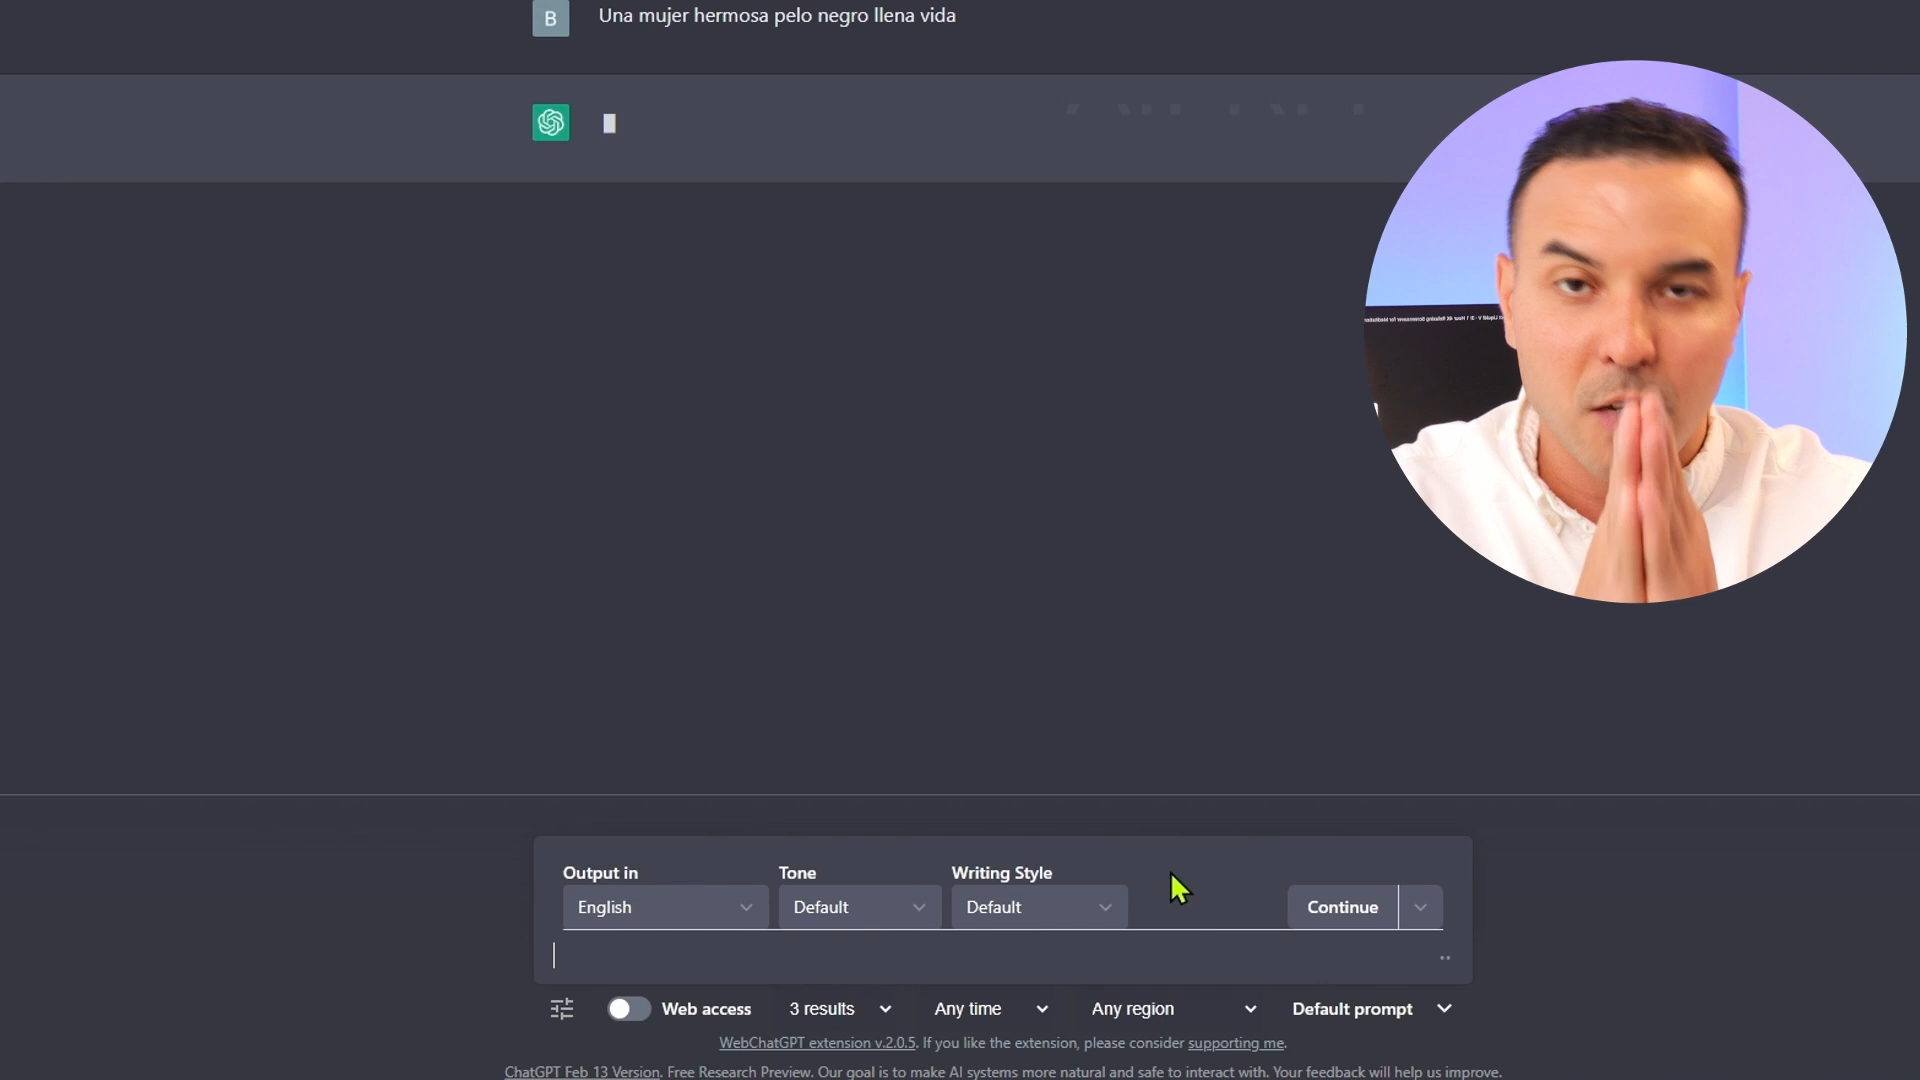 B
Una mujer hermosa pelo negro llena vida
Output in
Tone
Writing Style
English
Default
Default
Continue
Web access
3 results
Any time
Any region
Default prompt
WebChatGPT extension v.2.0.5. If you like the extension, please consider supporting me.
ChatGPT Feb 13 Version. Free Research Preview. Our goal is to make AI systems more natural and safe to interact with. Your feedback will help us improve.